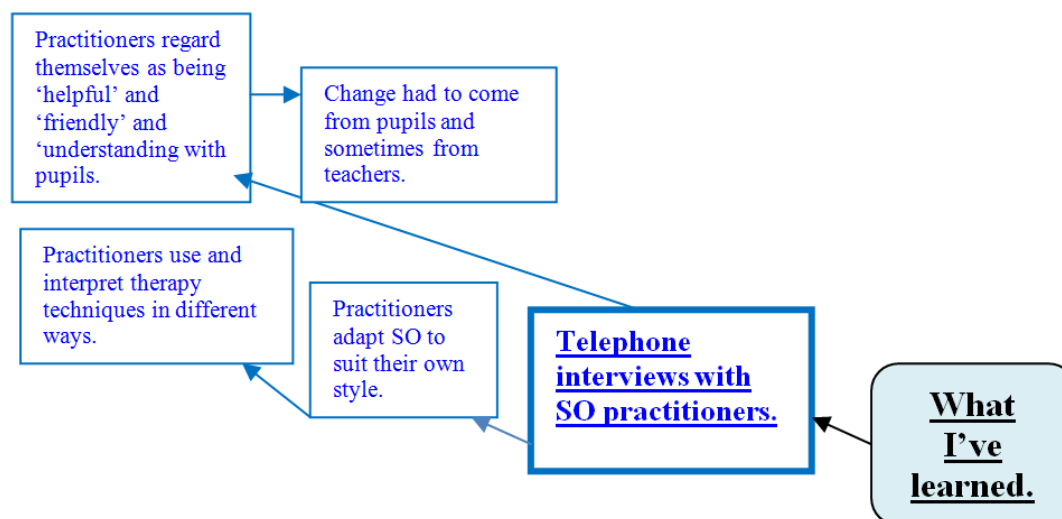 Practitioners regard
themselves as being
‘helpful’ and
‘friendly’ and
‘understanding with
pupils.
Change had to come
from pupils and
sometimes from
teachers.
Practitioners use and
interpret therapy
techniques in different
ways.
Practitioners
adapt SO to
suit their own
style.
Telephone
interviews with
SO practitioners.
What
I’ve
learned.